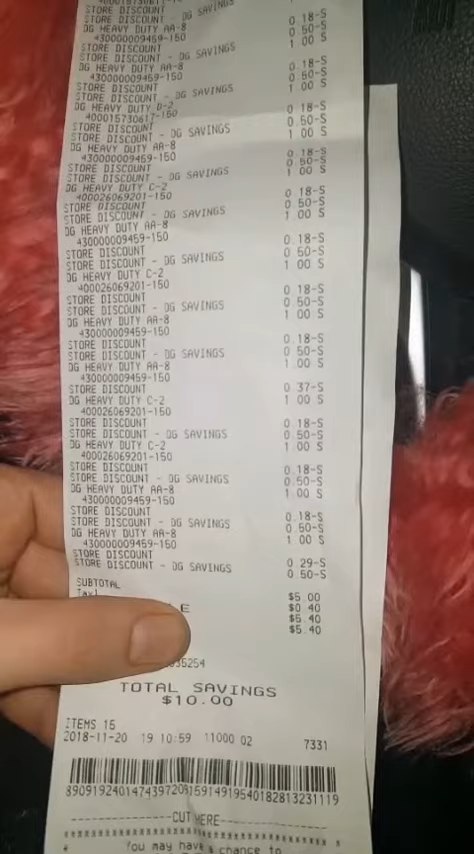 STORE DISCOUNT - DG SAVINGS 0.18-S
DG HEAVY DUTY AA-8 0.50-S
430000009459-150 1.00 S
STORE DISCOUNT 0.18-S
STORE DISCOUNT - DG SAVINGS 0.50-S
DG HEAVY DUTY AA-8 1.00 S
430000009459-150
STORE DISCOUNT 0.18-S
STORE DISCOUNT - DG SAVINGS 0.50-S
DG HEAVY DUTY D-2 1.00 S
400015730617-150
STORE DISCOUNT 0.18-S
STORE DISCOUNT - DG SAVINGS 0.50-S
DG HEAVY DUTY AA-8 1.00 S
430000009459-150
STORE DISCOUNT 0.18-S
STORE DISCOUNT - DG SAVINGS 0.50-S
DG HEAVY DUTY C-2 1.00 S
400026069201-150
STORE DISCOUNT 0.18-S
STORE DISCOUNT - DG SAVINGS 0.50-S
DG HEAVY DUTY AA-8 1.00 S
430000009459-150
STORE DISCOUNT 0.18-S
STORE DISCOUNT - DG SAVINGS 0.50-S
DG HEAVY DUTY C-2 1.00 S
400026069201-150
STORE DISCOUNT 0.18-S
STORE DISCOUNT - DG SAVINGS 0.50-S
DG HEAVY DUTY AA-8 1.00 S
430000009459-150
STORE DISCOUNT 0.18-S
STORE DISCOUNT - DG SAVINGS 0.50-S
DG HEAVY DUTY AA-8 1.00 S
430000009459-150
STORE DISCOUNT 0.37-S
DG HEAVY DUTY C-2 1.00 S
400026069201-150
STORE DISCOUNT 0.18-S
STORE DISCOUNT - DG SAVINGS 0.50-S
DG HEAVY DUTY C-2 1.00 S
400026069201-150
STORE DISCOUNT 0.18-S
STORE DISCOUNT - DG SAVINGS 0.50-S
DG HEAVY DUTY AA-8 1.00 S
430000009459-150
STORE DISCOUNT 0.18-S
STORE DISCOUNT - DG SAVINGS 0.50-S
DG HEAVY DUTY AA-8 1.00 S
430000009459-150
STORE DISCOUNT 0.29-S
STORE DISCOUNT - DG SAVINGS 0.50-S
SUBTOTAL $5.00
Tax1 $0.40
E $5.40
$5.40
35254
TOTAL SAVINGS
$10.00
ITEMS 15
2018-11-20 19 10:59 11000 02 7331
CUT HERE
You may have a chance to